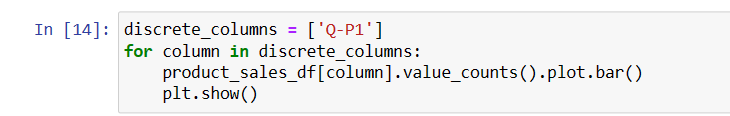 In [14]: discrete_columns = ['Q-P1']
for column in discrete_columns:
    product_sales_df[column].value_counts().plot.bar()
    plt.show()